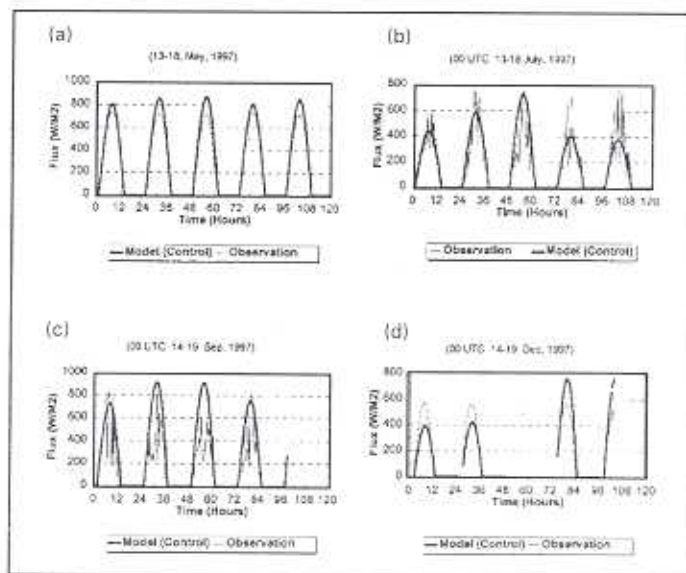 (a)
(13-18, May, 1997)
Flux (W/M2)
1000
800
600
400
200
0
0 12 24 36 48 60 72 84 96 108 120
Time (Hours)
Model (Control) Observation
(b)
(00 UTC 13-18 July, 1997)
Flux (W/M2)
800
600
400
200
0
0 12 24 36 48 60 72 84 96 108 120
Time (Hours)
Observation Model (Control)
(c)
(00 UTC 14-19 Sep, 1997)
Flux (W/M2)
1000
800
600
400
200
0
0 12 24 36 48 60 72 84 96 108 120
Time (Hours)
Model (Control) Observation
(d)
(00 UTC 14-19 Dec, 1997)
Flux (W/M2)
800
600
400
200
0
0 12 24 36 48 60 72 84 96 108 120
Time (Hours)
Model (Control) Observation